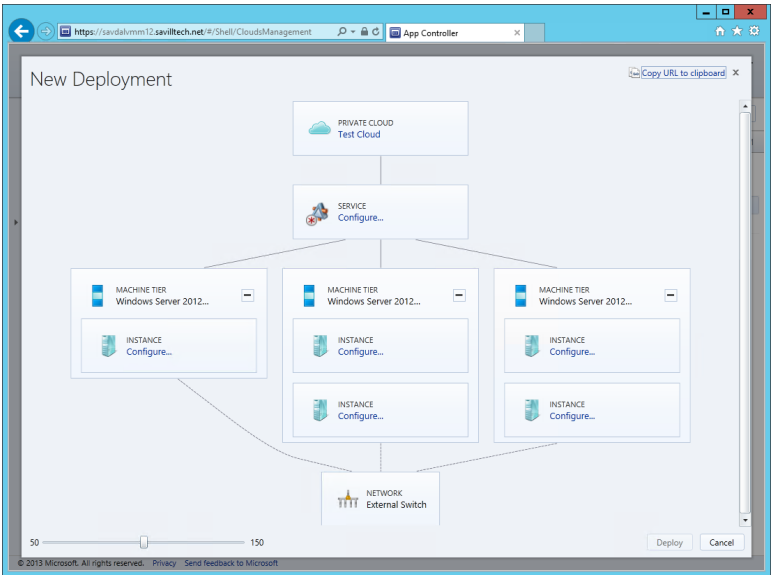 https://savdalvmm12.savilltech.net/#/Shell/CloudsManagement
App Controller
New Deployment
Copy URL to clipboard
PRIVATE CLOUD
Test Cloud
SERVICE
Configure...
MACHINE TIER
Windows Server 2012...
INSTANCE
Configure...
MACHINE TIER
Windows Server 2012...
INSTANCE
Configure...
INSTANCE
Configure...
MACHINE TIER
Windows Server 2012...
INSTANCE
Configure...
INSTANCE
Configure...
NETWORK
External Switch
50
150
Deploy
Cancel
© 2013 Microsoft. All rights reserved. Privacy Send feedback to Microsoft